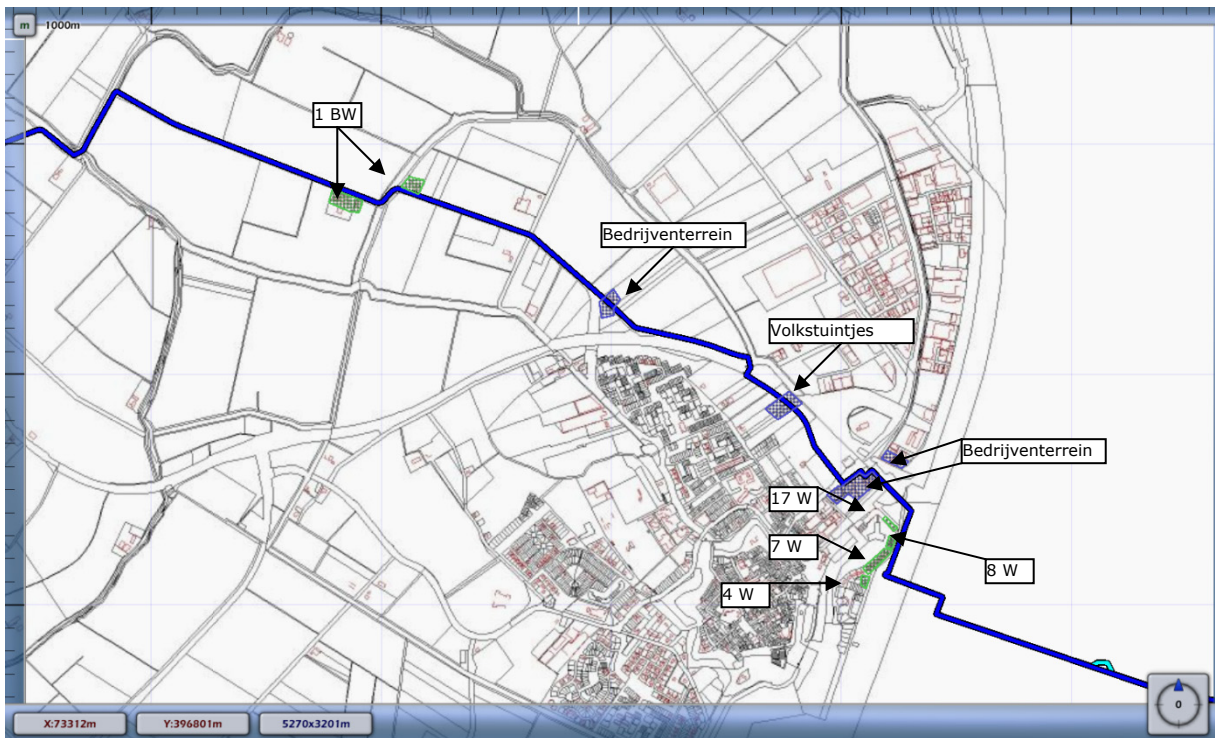 m 1000m
1 BW
Bedrijventerrein
Volkstuintjes
Bedrijventerrein
17 W
7 W
8 W
4 W
X:73312m Y:396801m 5270x3201m 0